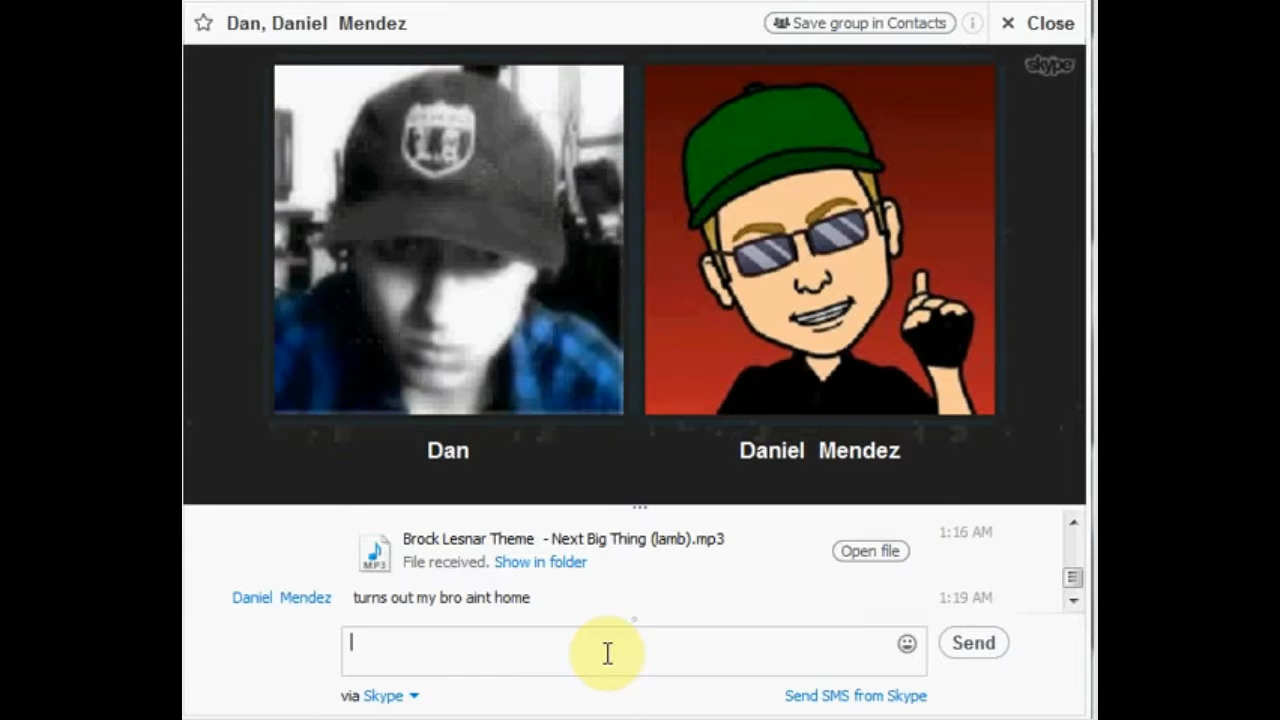 Dan, Daniel Mendez
Save group in Contacts
Close
skype
Dan
Daniel Mendez
Brock Lesnar Theme - Next Big Thing (lamb).mp3
1:16 AM
MP3
File received. Show in folder
Open file
Daniel Mendez
turns out my bro aint home
1:19 AM
Send
via Skype
Send SMS from Skype